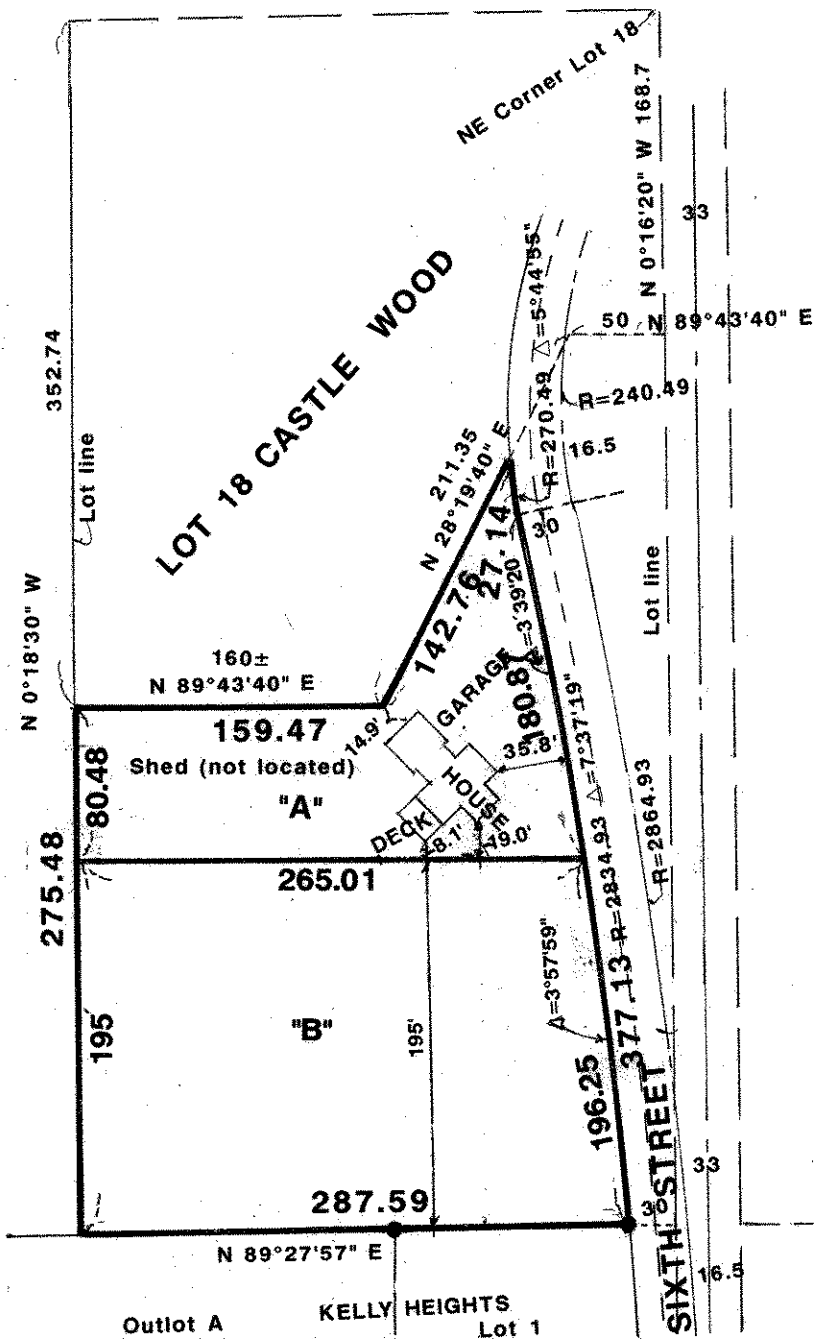 NE Corner Lot 18
N 0°16'20" W 168.7
33
LOT 18 CASTLE WOOD
352.74
Lot line
N 0°18'30" W
△=5°44'55"
50 N 89°43'40" E
R=270.49
R=240.49
16.5
211.35
N 28°19'40" E
30
27.14
142.76
△=3°39'20"
180.8
Lot line
160±
N 89°43'40" E
159.47
14.9'
GARAGE
35.8'
Shed (not located)
80.48
"A"
HOUSE
DECK
8.1'
19.0'
△=7°37'19"
R=2834.93
R=2864.93
265.01
275.48
195
"B"
195'
△=3°57'59"
377.13
196.25
287.59
N 89°27'57" E
33
SIXTH STREET
16.5
KELLY HEIGHTS
Outlot A
Lot 1